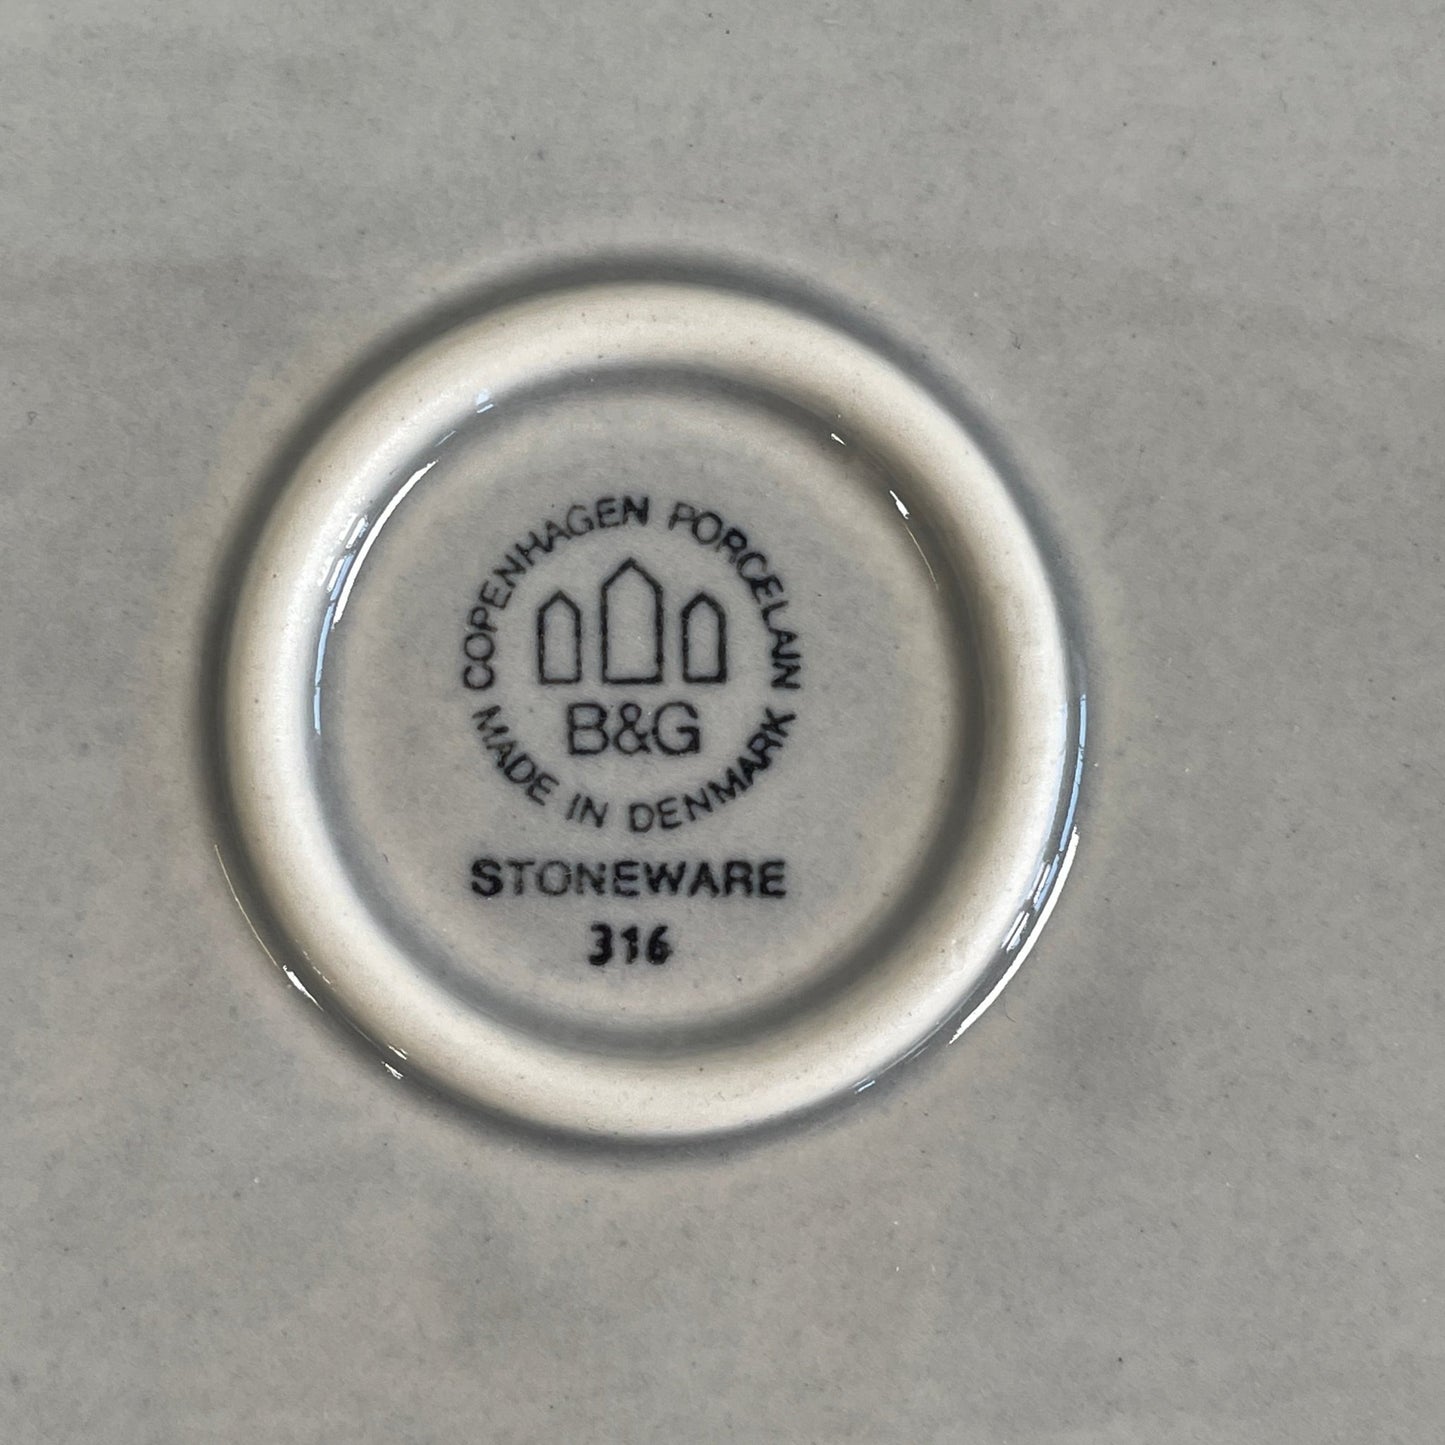 COPENHAGEN PORCELAIN
B&G
MADE IN DENMARK
STONEWARE
316